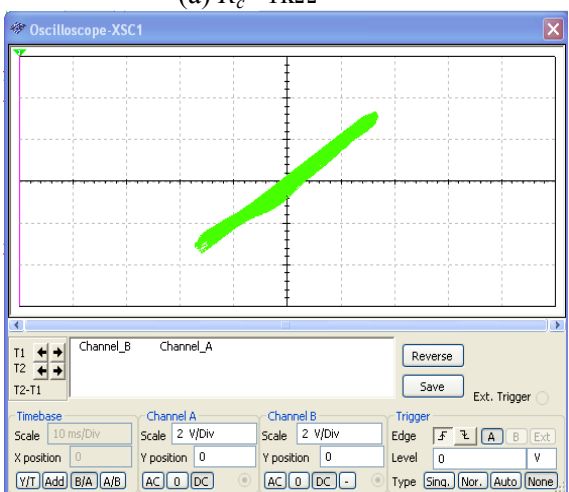 (a) R_c=1kΩ
Oscilloscope-XSC1
T1
T2
T2-T1
Channel_B Channel_A
Reverse
Save
Ext. Trigger
Timebase
Scale 10 ms/Div
X position 0
Y/T Add B/A A/B
Channel A
Scale 2 V/Div
Y position 0
AC 0 DC
Channel B
Scale 2 V/Div
Y position 0
AC 0 DC -
Trigger
Edge A B Ext
Level 0 V
Type Sing. Nor. Auto None